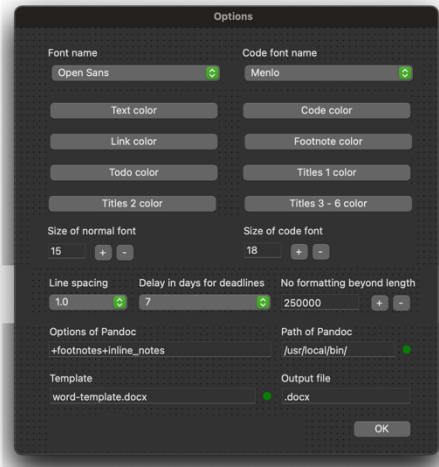 Options
Font name Code font name
Open Sans Menlo
Text color Code color
Link color Footnote color
Todo color Titles 1 color
Titles 2 color Titles 3 - 6 color
Size of normal font Size of code font
15 + - 18 + -
Line spacing Delay in days for deadlines No formatting beyond length
1.0 7 250000 + -
Options of Pandoc Path of Pandoc
+footnotes+inline_notes /usr/local/bin/
Template Output file
word-template.docx .docx
OK